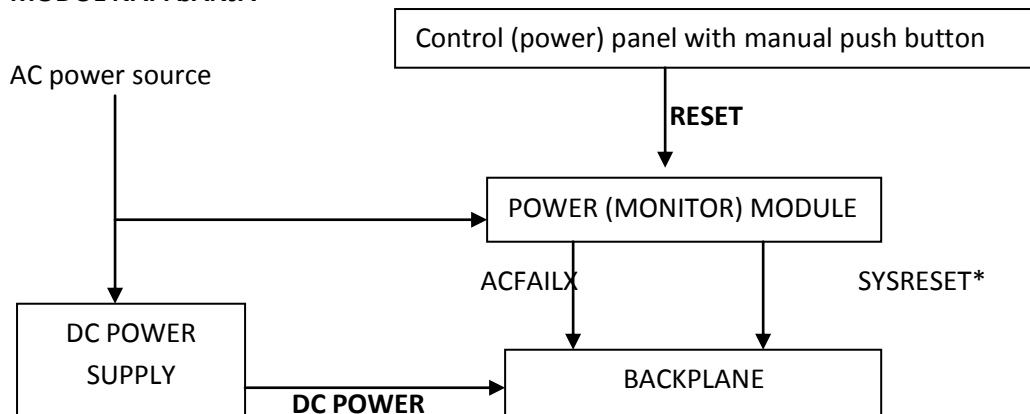 Control (power) panel with manual push button
AC power source
RESET
POWER (MONITOR) MODULE
ACFAILX
SYSRESET*
DC POWER
SUPPLY
BACKPLANE
DC POWER